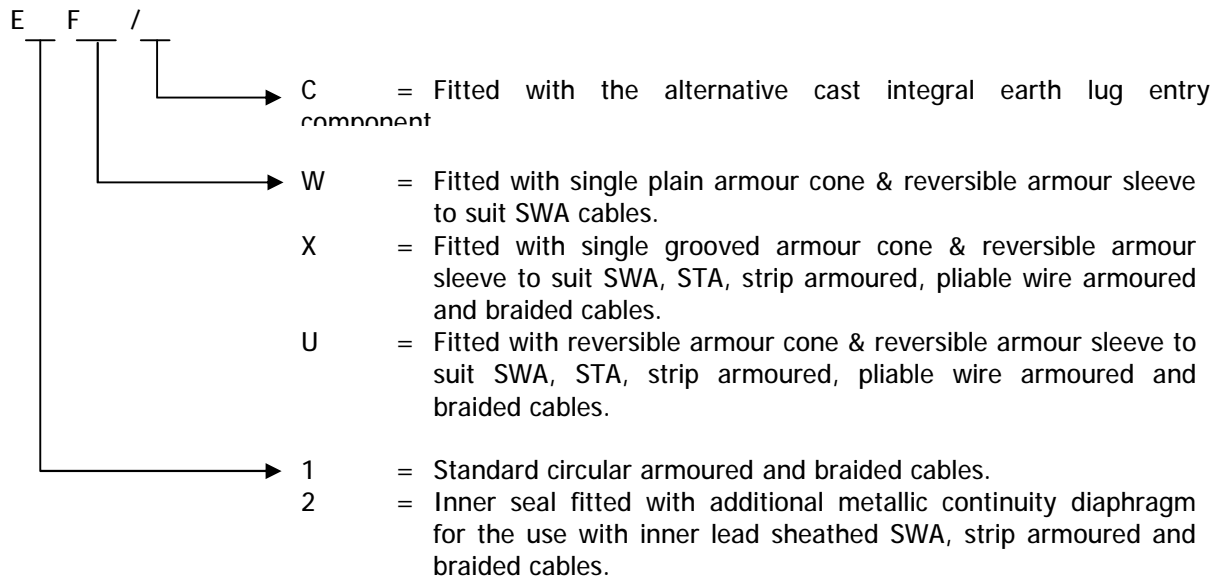 E F /
C = Fitted with the alternative cast integral earth lug entry
component
W = Fitted with single plain armour cone & reversible armour sleeve
to suit SWA cables.
X = Fitted with single grooved armour cone & reversible armour
sleeve to suit SWA, STA, strip armoured, pliable wire armoured
and braided cables.
U = Fitted with reversible armour cone & reversible armour sleeve to
suit SWA, STA, strip armoured, pliable wire armoured and
braided cables.
1 = Standard circular armoured and braided cables.
2 = Inner seal fitted with additional metallic continuity diaphragm
for the use with inner lead sheathed SWA, strip armoured and
braided cables.